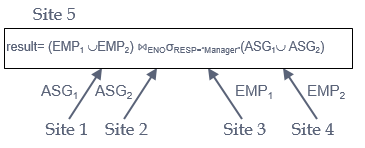 Site 5
result= (EMP₁ ∪EMP₂) ⋈ENOσRESP="Manager"(ASG₁∪ ASG₂)
ASG₁ ASG₂ EMP₁ EMP₂
Site 1 Site 2 Site 3 Site 4